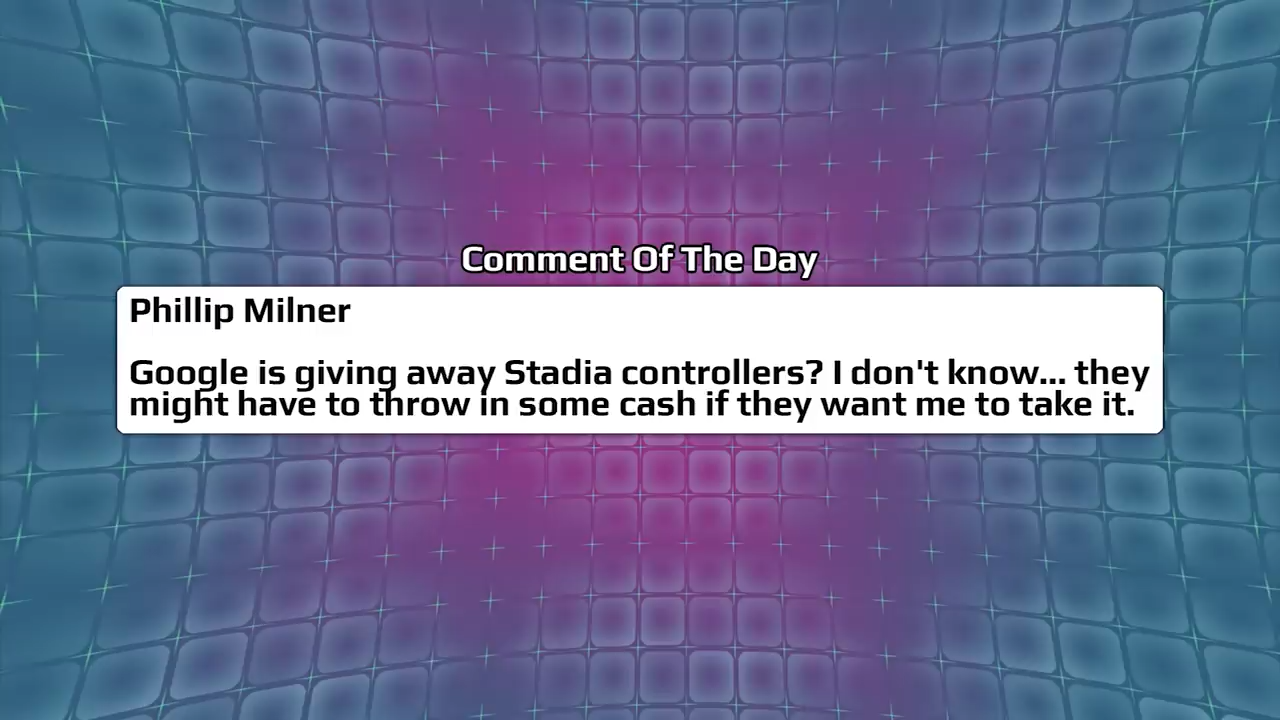 Comment Of The Day
Phillip Milner
Google is giving away Stadia controllers? I don't know... they
might have to throw in some cash if they want me to take it.